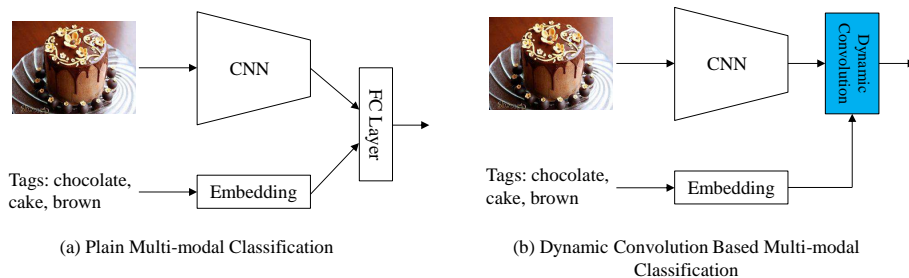 CNN
FC Layer
Tags: chocolate,
cake, brown
Embedding
(a) Plain Multi-modal Classification
CNN
Dynamic
Convolution
Tags: chocolate,
cake, brown
Embedding
(b) Dynamic Convolution Based Multi-modal
Classification